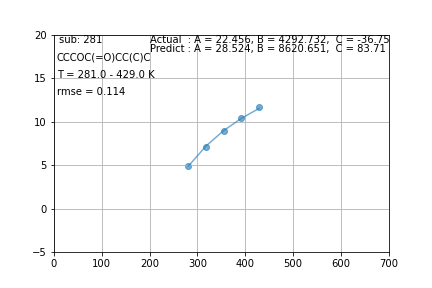 sub: 281
Actual : A = 22.456, B = 4292.732, C = -36.75
Predict : A = 28.524, B = 8620.651, C = 83.71
CCCOC(=O)CC(C)C
T = 281.0 - 429.0 K
rmse = 0.114
20
15
10
5
0
−5
0 100 200 300 400 500 600 700